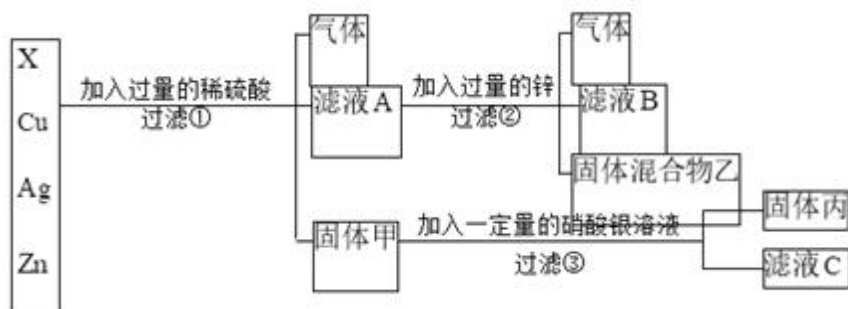 X
Cu
Ag
Zn
加入过量的稀硫酸
过滤①
气体
滤液A
加入过量的锌
过滤②
气体
滤液B
固体混合物乙
固体甲
加入一定量的硝酸银溶液
过滤③
固体丙
滤液C